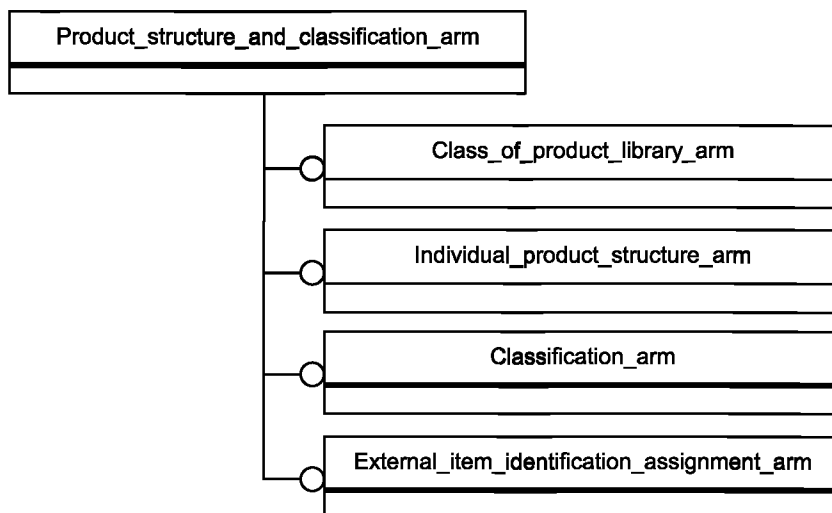 Product_structure_and_classification_arm
Class_of_product_library_arm
Individual_product_structure_arm
Classification_arm
External_item_identification_assignment_arm